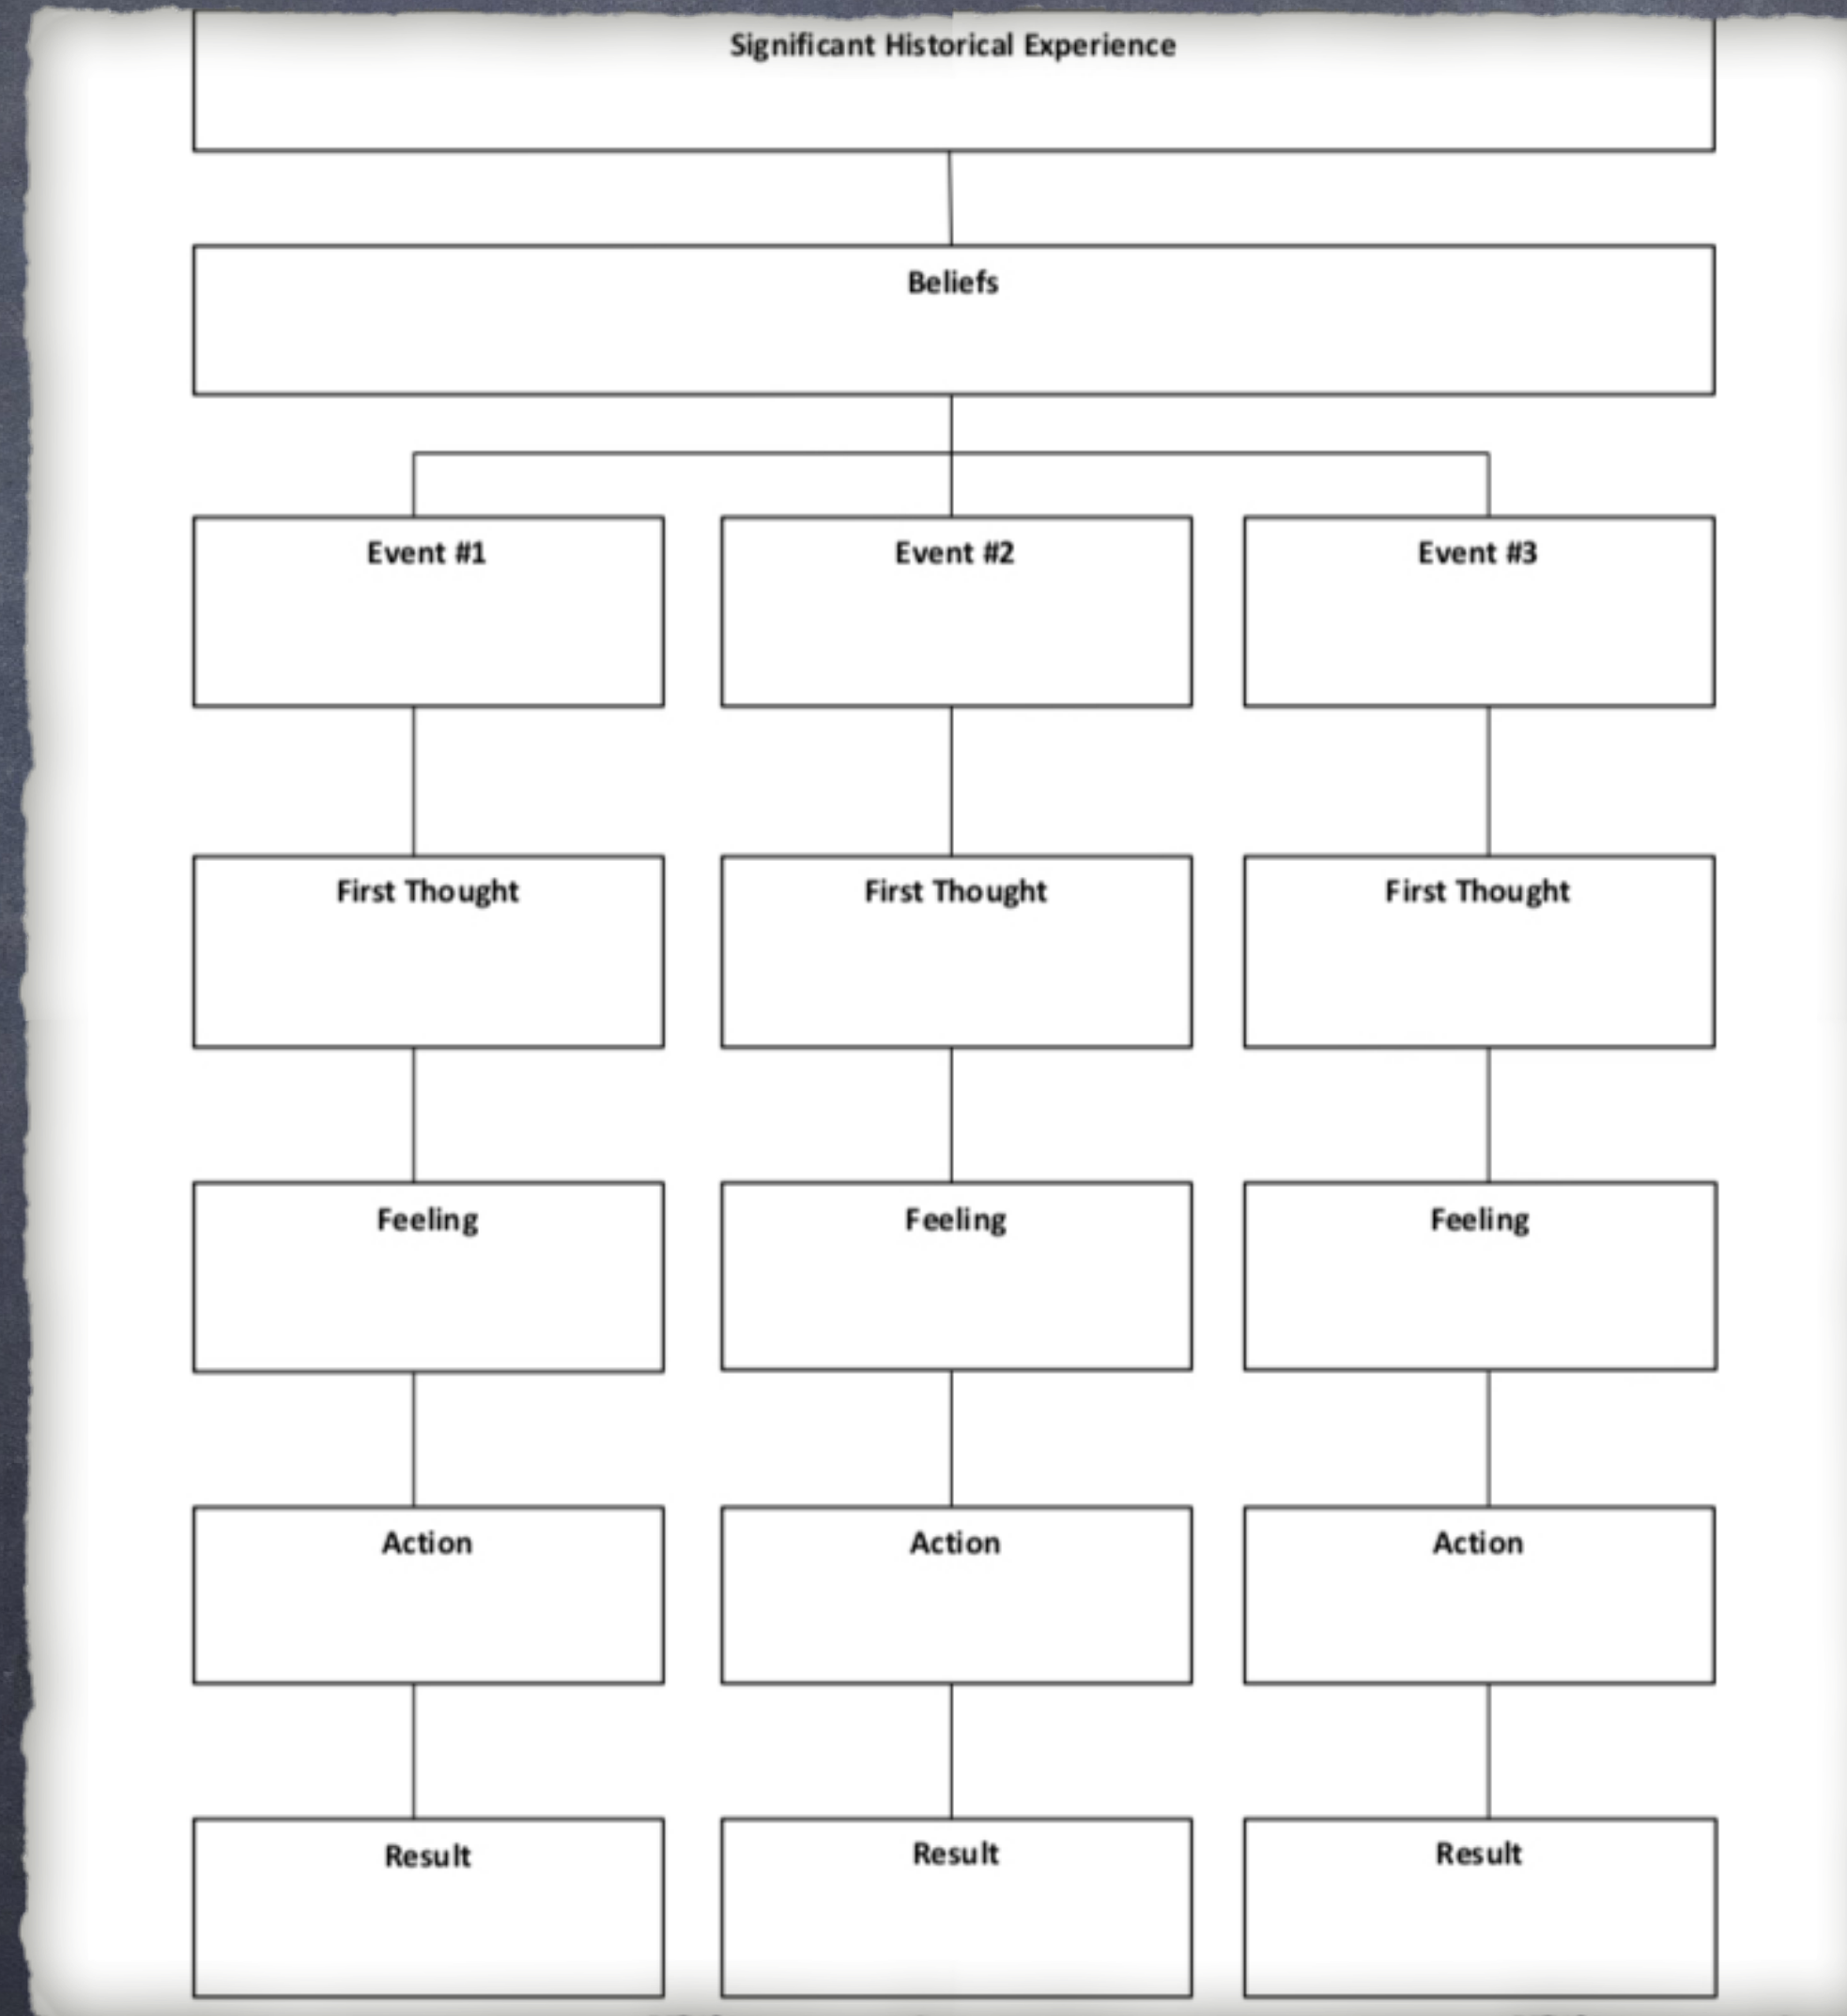 Significant Historical Experience
Beliefs
Event #1
Event #2
Event #3
First Thought
First Thought
First Thought
Feeling
Feeling
Feeling
Action
Action
Action
Result
Result
Result